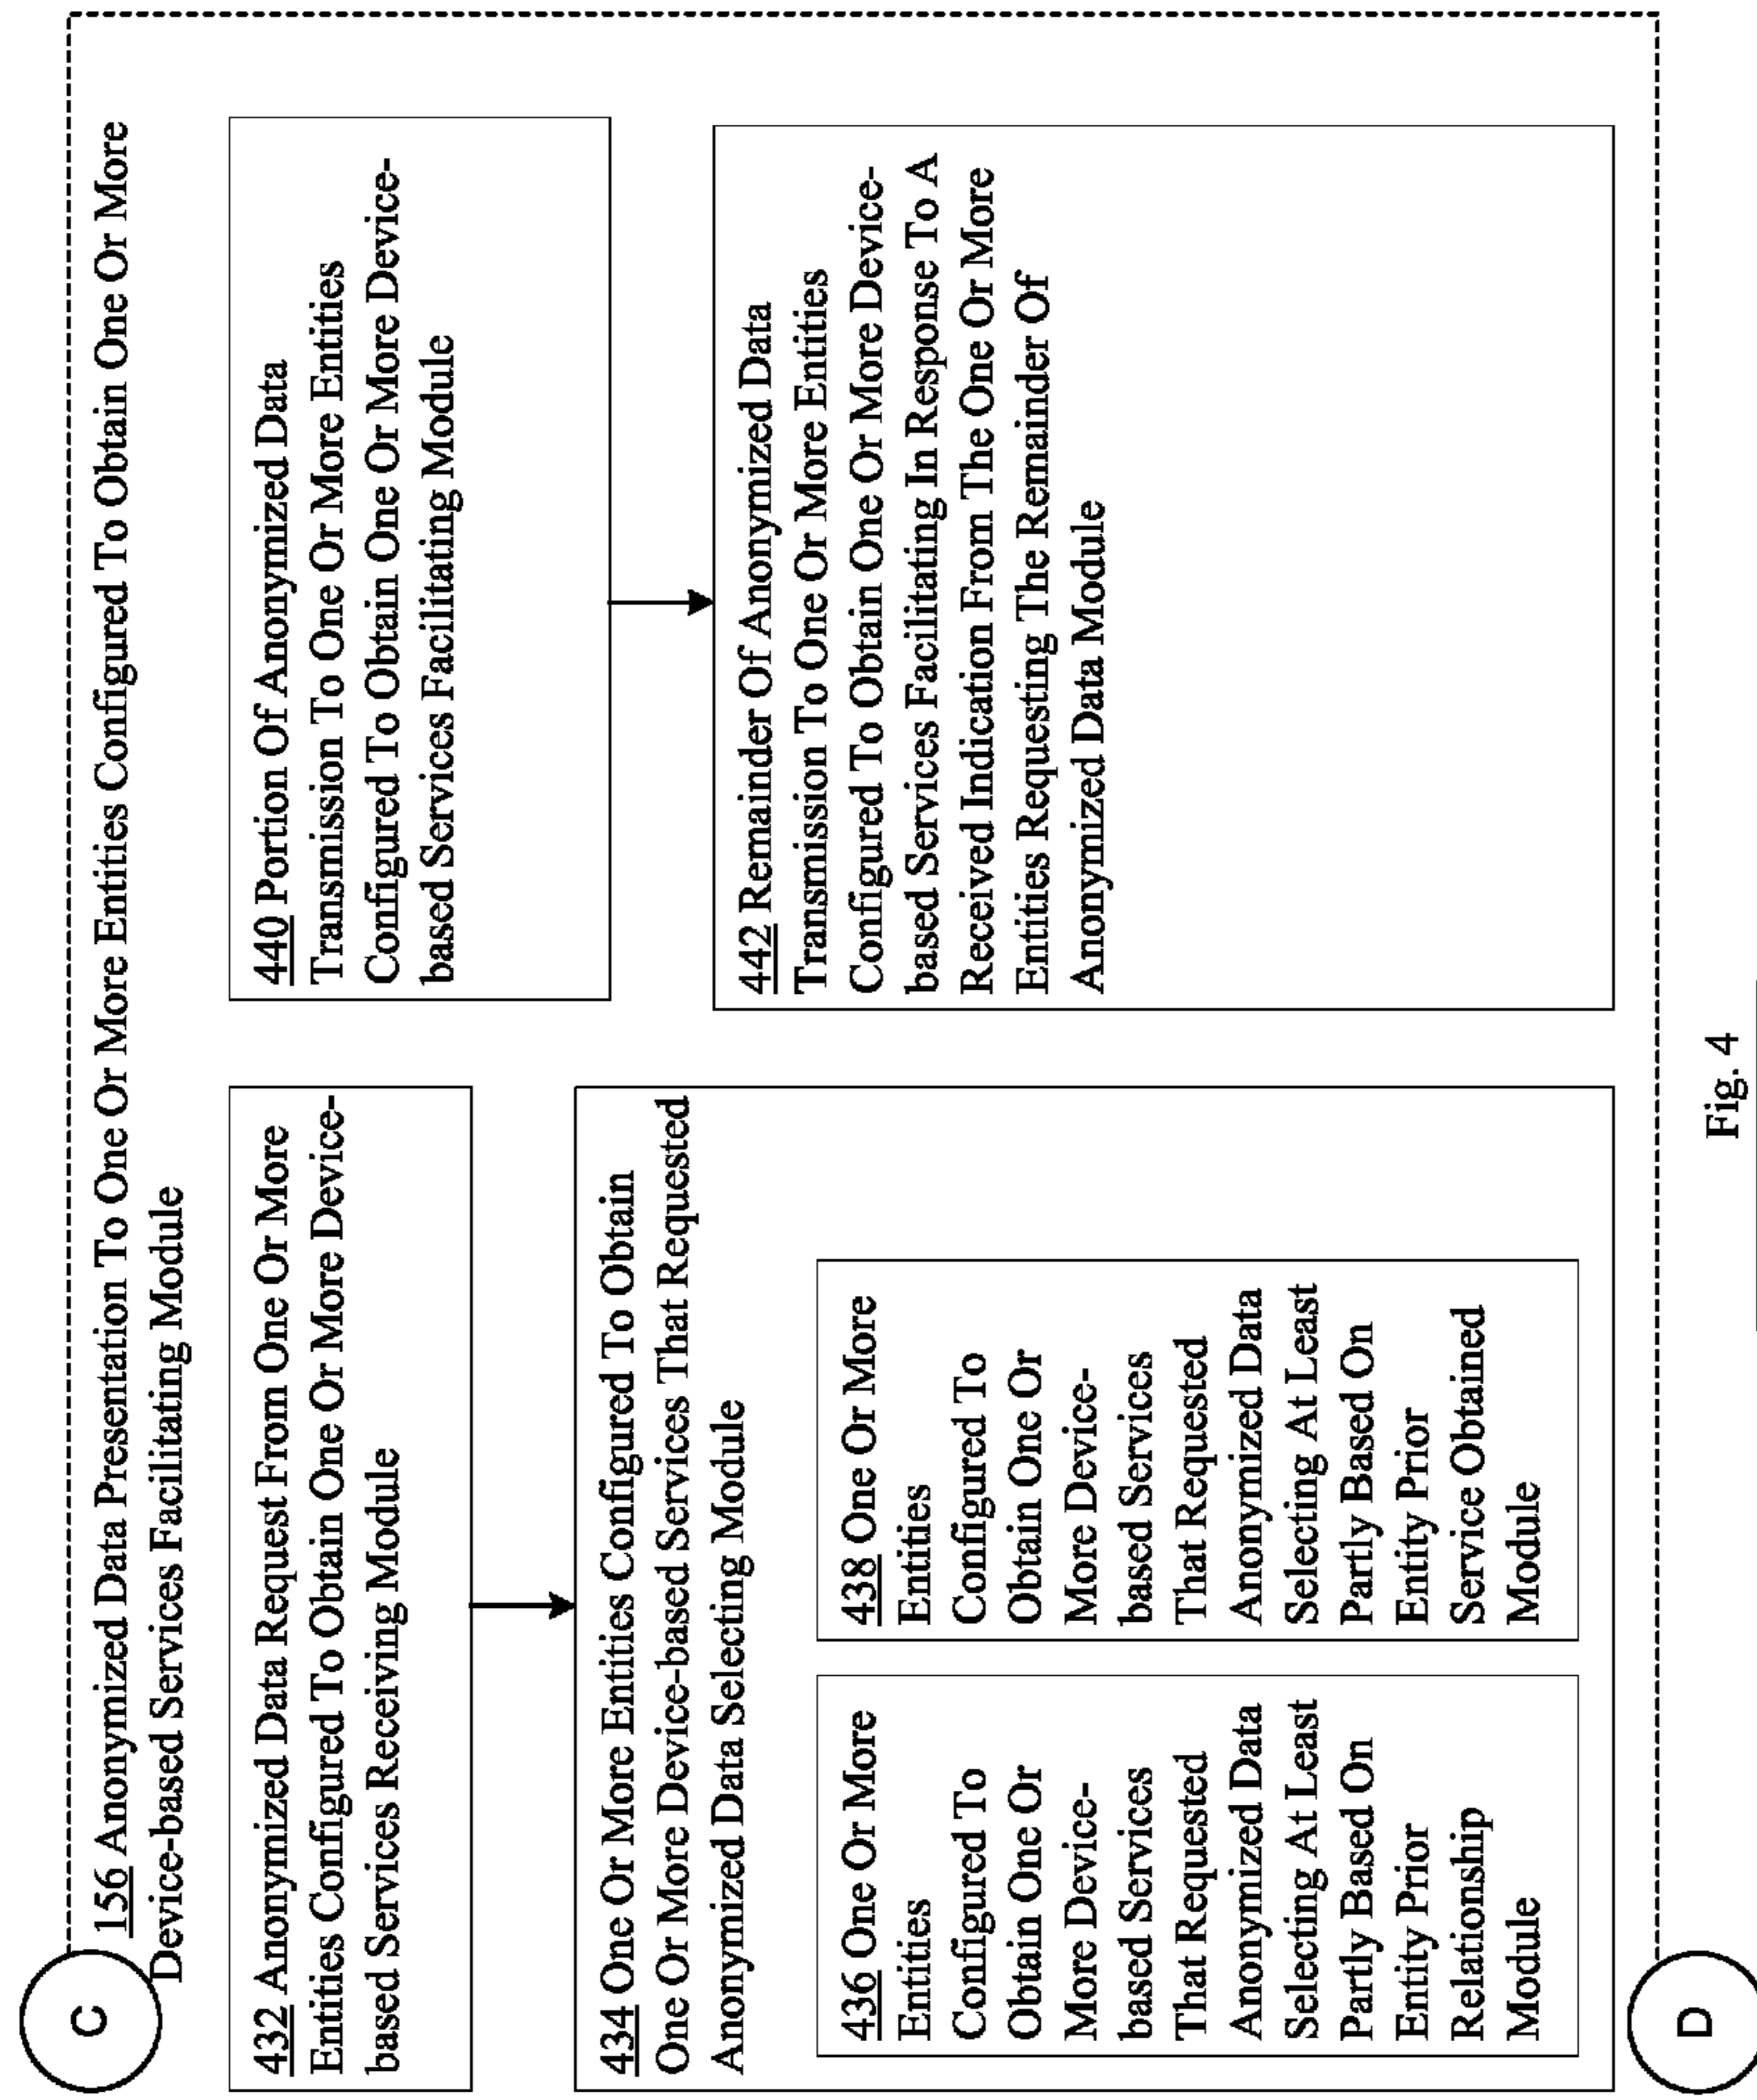 C
156 Anonymized Data Presentation To One Or More Entities Configured To Obtain One Or More
Device-based Services Facilitating Module
432 Anonymized Data Request From One Or More
Entities Configured To Obtain One Or More Device-
based Services Receiving Module
434 One Or More Entities Configured To Obtain
One Or More Device-based Services That Requested
Anonymized Data Selecting Module
436 One Or More
Entities
Configured To
Obtain One Or
More Device-
based Services
That Requested
Anonymized Data
Selecting At Least
Partly Based On
Entity Prior
Relationship
Module
438 One Or More
Entities
Configured To
Obtain One Or
More Device-
based Services
That Requested
Anonymized Data
Selecting At Least
Partly Based On
Entity Prior
Service Obtained
Module
440 Portion Of Anonymized Data
Transmission To One Or More Entities
Configured To Obtain One Or More Device-
based Services Facilitating Module
442 Remainder Of Anonymized Data
Transmission To One Or More Entities
Configured To Obtain One Or More Device-
based Services Facilitating In Response To A
Received Indication From The One Or More
Entities Requesting The Remainder Of
Anonymized Data Module
D
Fig. 4